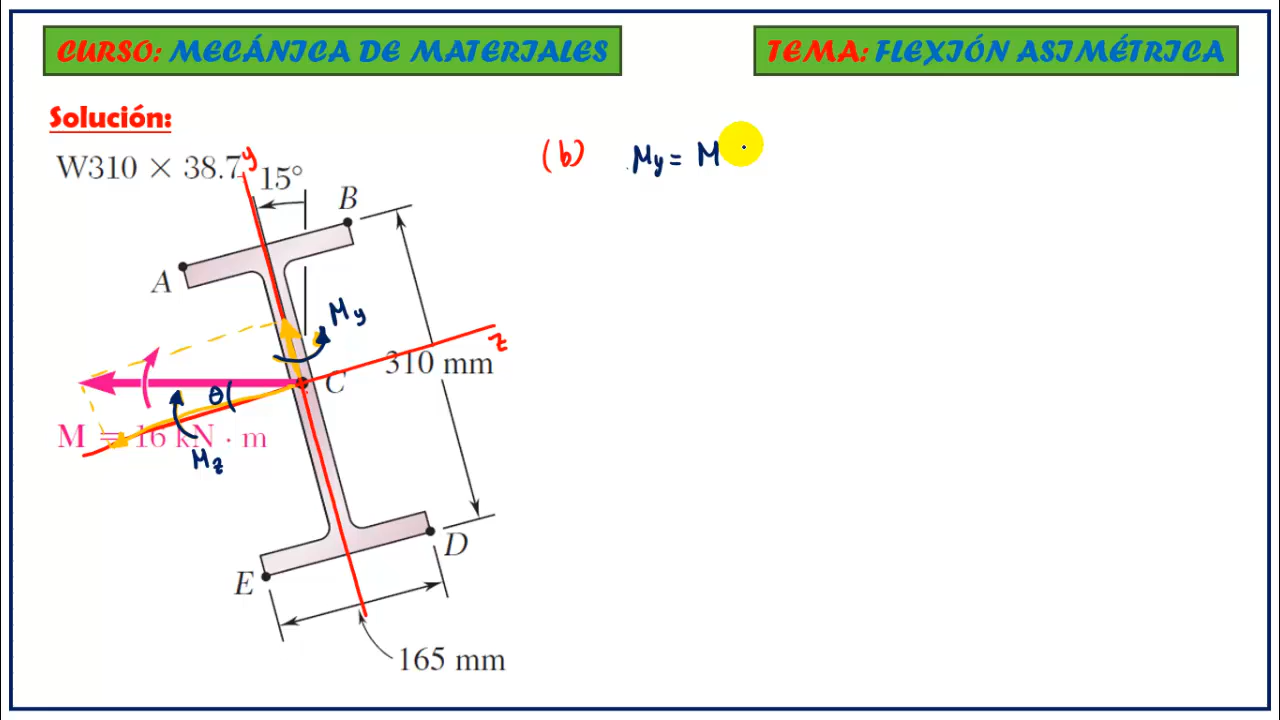 CURSO: MECÁNICA DE MATERIALES
TEMA: FLEXIÓN ASIMÉTRICA
Solución:
W310 × 38.7
y
15°
(b) My = M
B
A
My
z
310 mm
C
θ
M = 16 kN · m
Mz
D
E
165 mm